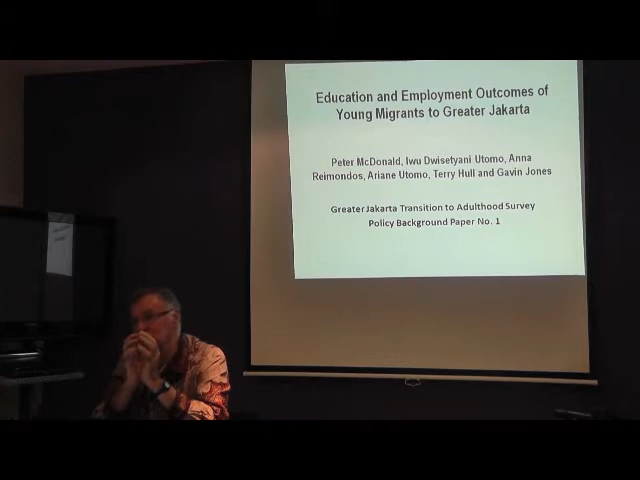 Education and Employment Outcomes of
Young Migrants to Greater Jakarta
Peter McDonald, Iwu Dwisetyani Utomo, Anna
Reimondos, Ariane Utomo, Terry Hull and Gavin Jones
Greater Jakarta Transition to Adulthood Survey
Policy Background Paper No. 1